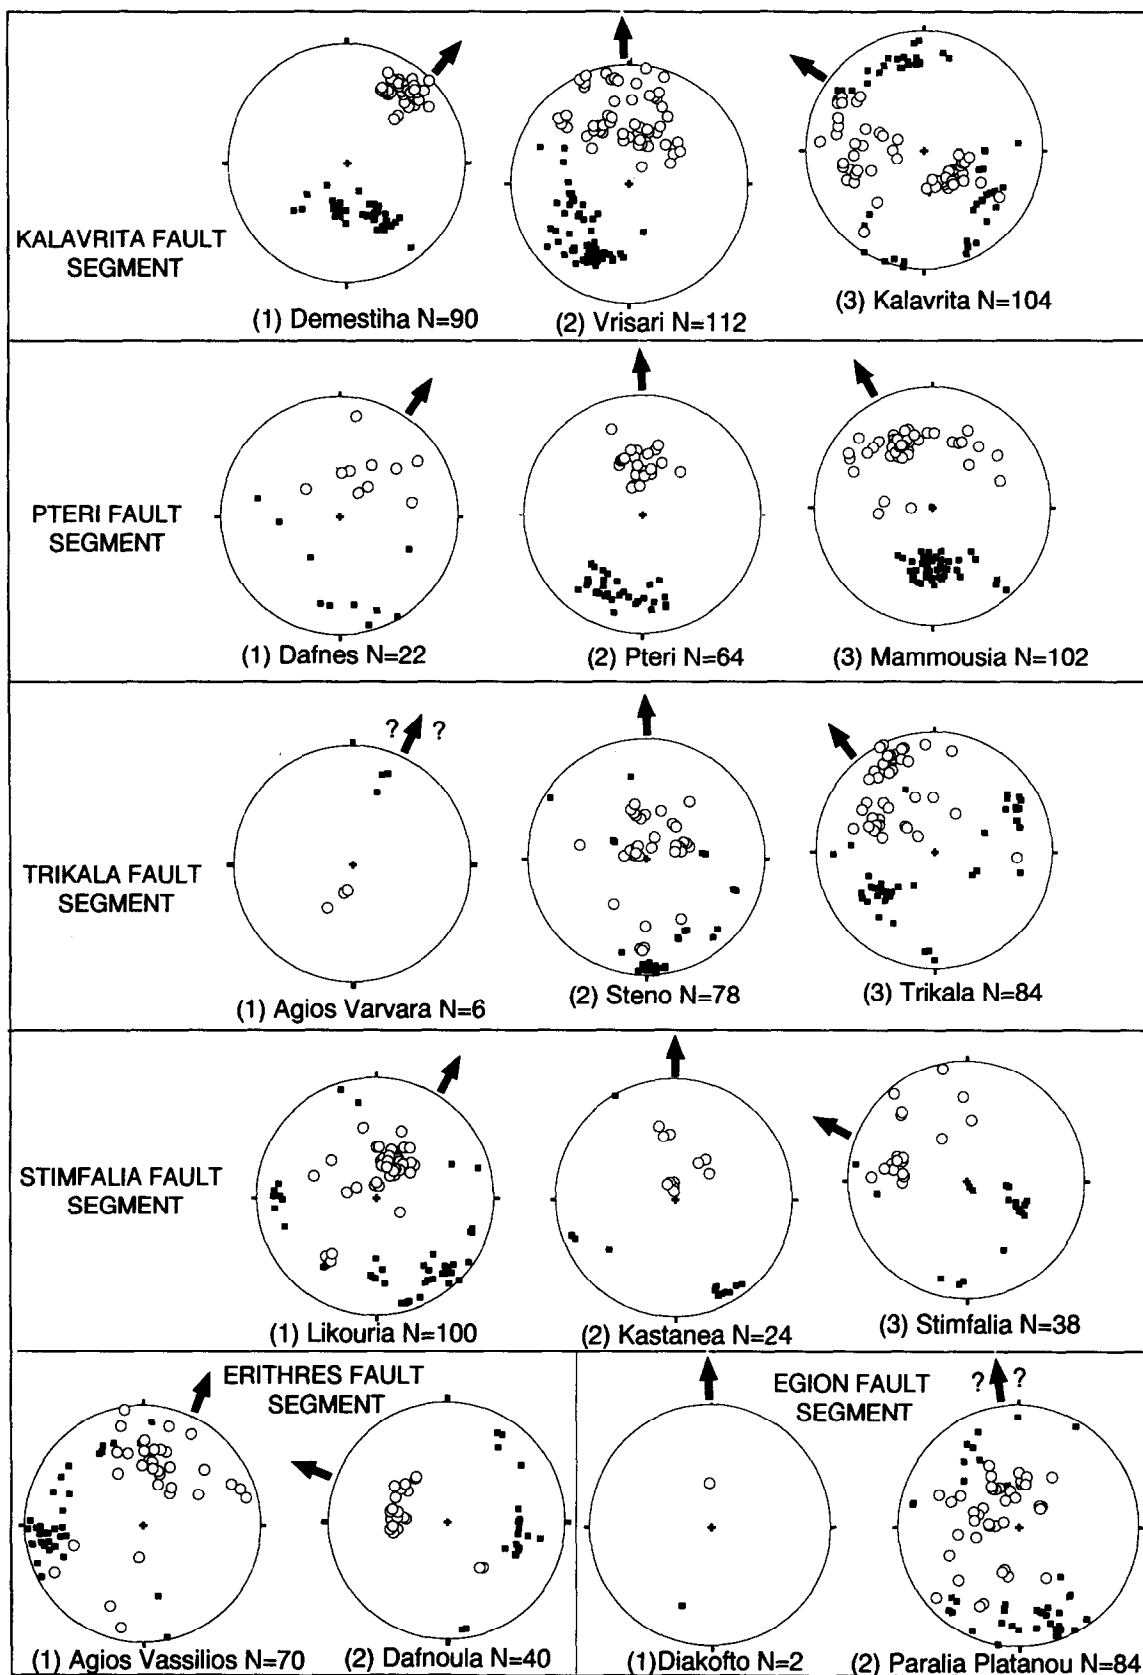 KALAVRITA FAULT
SEGMENT
(1) Demestiha N=90
(2) Vrisari N=112
(3) Kalavrita N=104
PTERI FAULT
SEGMENT
(1) Dafnes N=22
(2) Pteri N=64
(3) Mammousia N=102
? ?
TRIKALA FAULT
SEGMENT
(1) Agios Varvara N=6
(2) Steno N=78
(3) Trikala N=84
STIMFALIA FAULT
SEGMENT
(1) Likouria N=100
(2) Kastanea N=24
(3) Stimfalia N=38
ERITHRES FAULT
SEGMENT
(1) Agios Vassilios N=70
(2) Dafnoula N=40
EGION FAULT
SEGMENT
? ?
(1)Diakofto N=2
(2) Paralia Platanou N=84